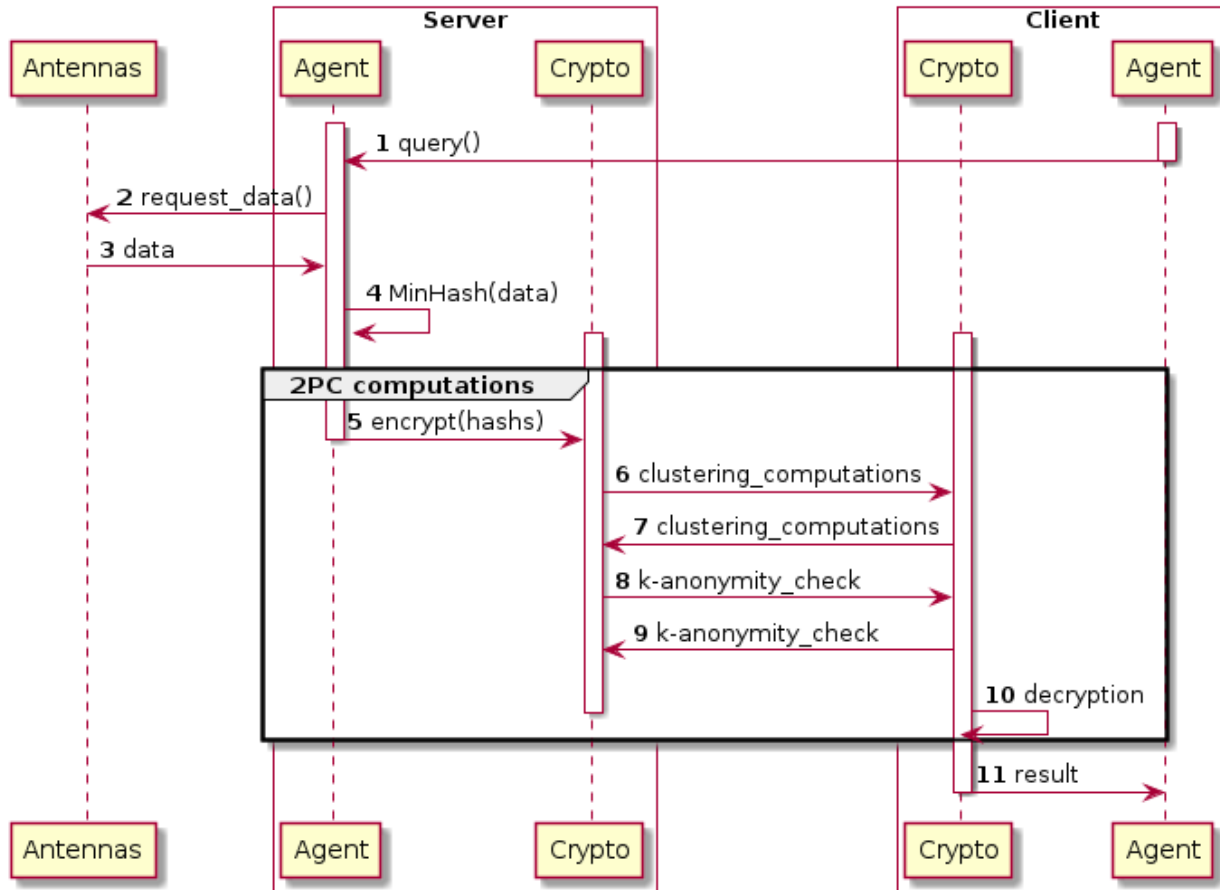 Server
Client
Antennas
Agent
Crypto
Crypto
Agent
1 query()
2 request_data()
3 data
4 MinHash(data)
2PC computations
5 encrypt(hashs)
6 clustering_computations
7 clustering_computations
8 k-anonymity_check
9 k-anonymity_check
10 decryption
11 result
Antennas
Agent
Crypto
Crypto
Agent